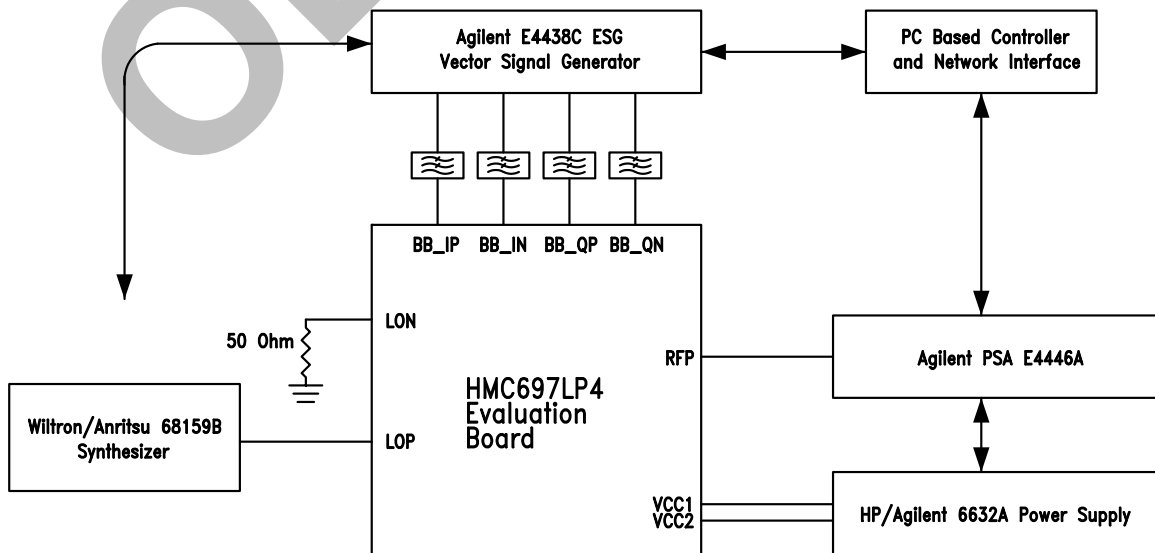 Agilent E4438C ESG
Vector Signal Generator
PC Based Controller
and Network Interface
BB_IP BB_IN BB_QP BB_QN
LON
50 Ohm
RFP
Agilent PSA E4446A
HMC697LP4
Evaluation
Board
Wiltron/Anritsu 68159B
Synthesizer
LOP
VCC1
VCC2
HP/Agilent 6632A Power Supply